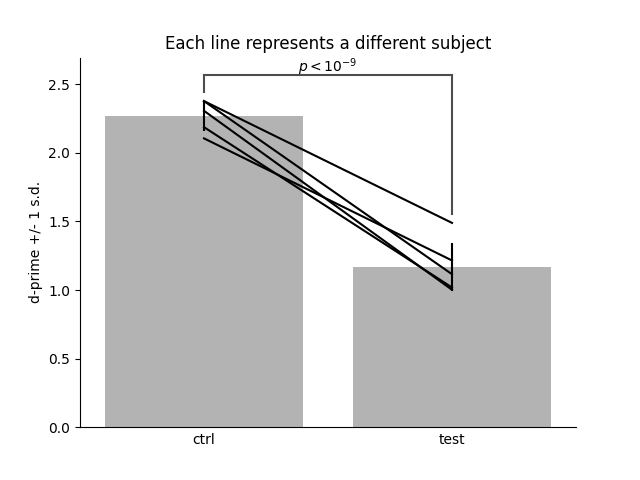 Each line represents a different subject
p < 10⁻⁹
d-prime +/- 1 s.d.
2.5
2.0
1.5
1.0
0.5
0.0
ctrl
test